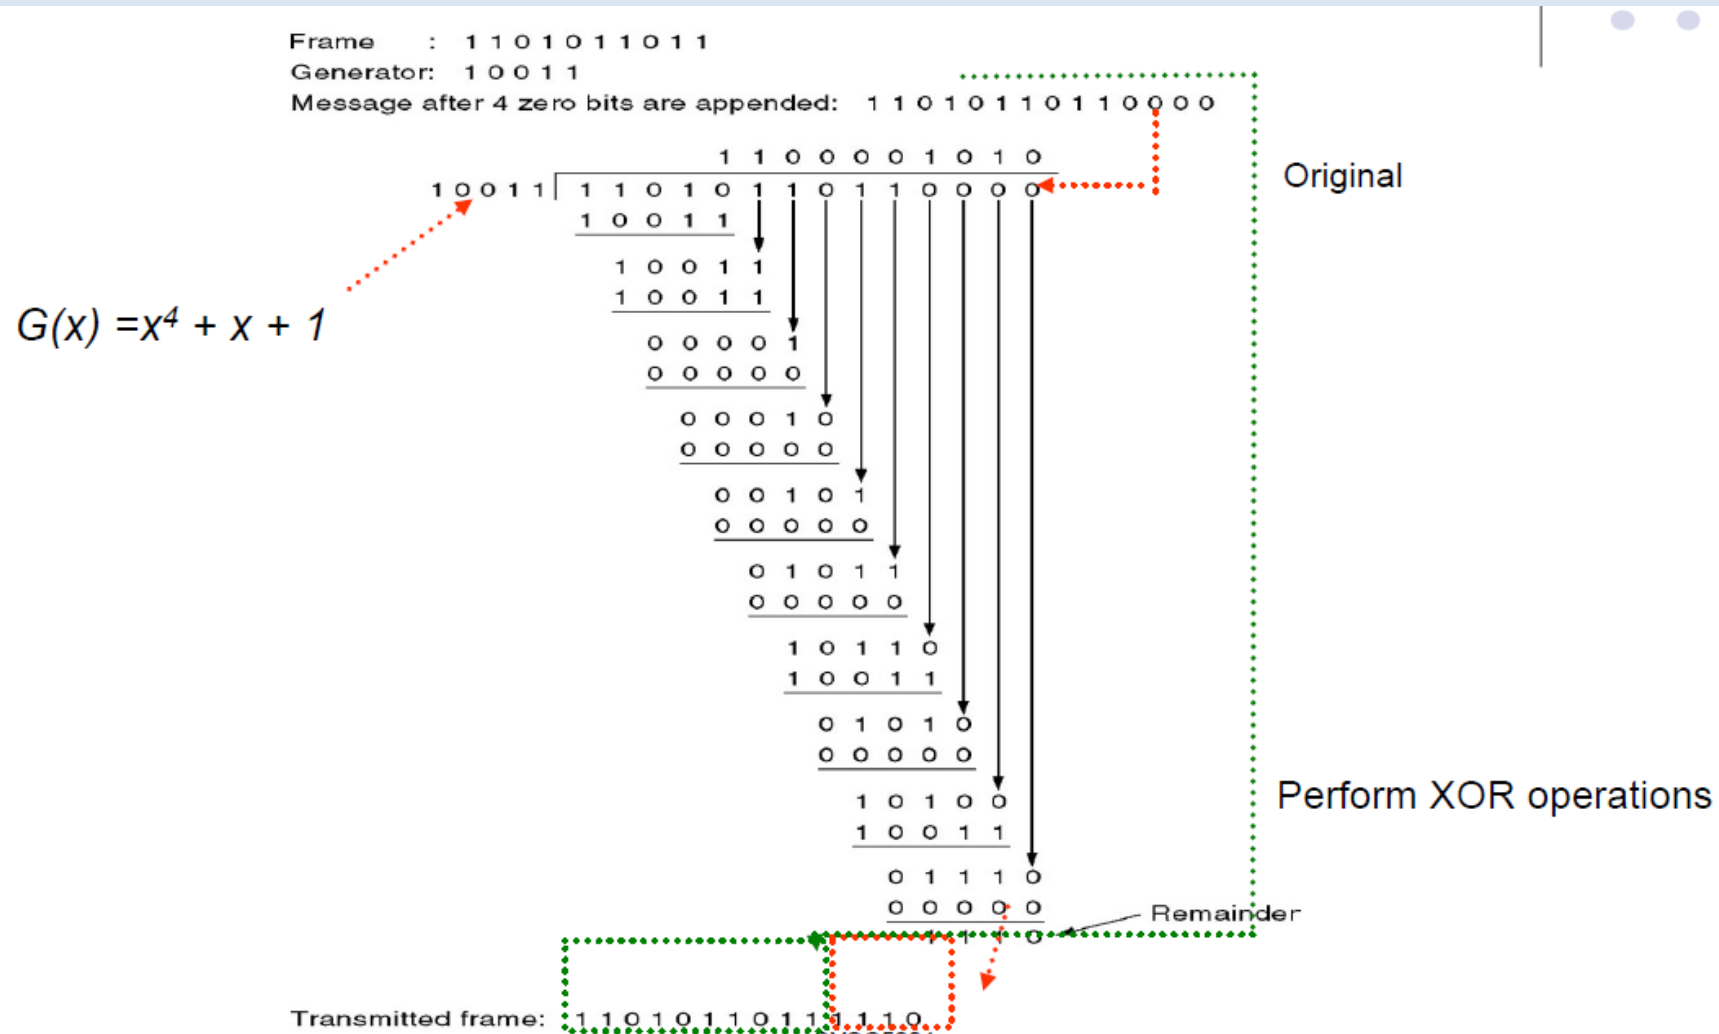 Frame : 1 1 0 1 0 1 1 0 1 1
Generator: 1 0 0 1 1
Message after 4 zero bits are appended: 1 1 0 1 0 1 1 0 1 1 0 0 0 0
1 1 0 0 0 0 1 0 1 0
Original
1 0 0 1 1 1 1 0 1 0 1 1 0 1 1 0 0 0 0
1 0 0 1 1
1 0 0 1 1
1 0 0 1 1
G(x) =x⁴ + x + 1
0 0 0 0 1
0 0 0 0 0
0 0 0 1 0
0 0 0 0 0
0 0 1 0 1
0 0 0 0 0
0 1 0 1 1
0 0 0 0 0
1 0 1 1 0
1 0 0 1 1
0 1 0 1 0
0 0 0 0 0
Perform XOR operations
1 0 1 0 0
1 0 0 1 1
0 1 1 1 0
0 0 0 0 0
Remainder
1 1 1 0
Transmitted frame: 1 1 0 1 0 1 1 0 1 1 1 1 1 0